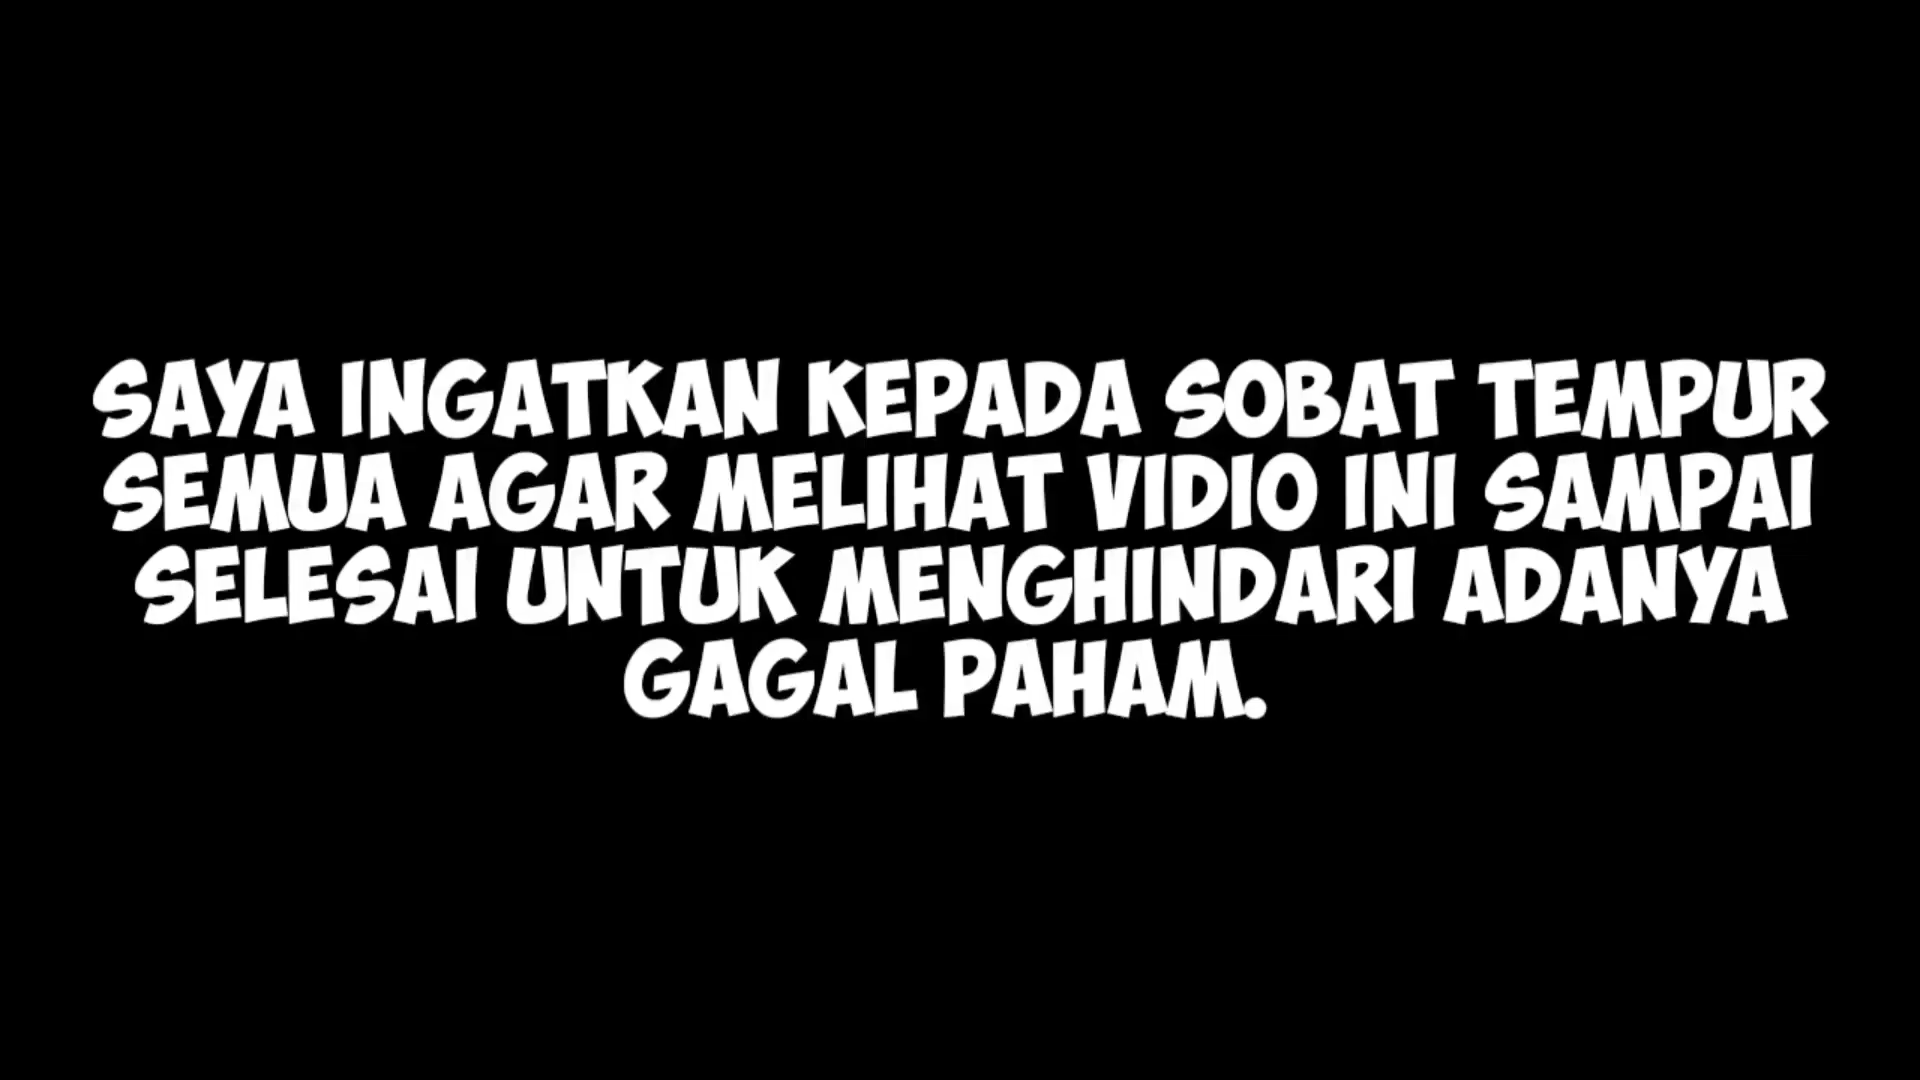 SAYA INGATKAN KEPADA SOBAT TEMPUR
SEMUA AGAR MELIHAT VIDIO INI SAMPAI
SELESAI UNTUK MENGHINDARI ADANYA
GAGAL PAHAM.